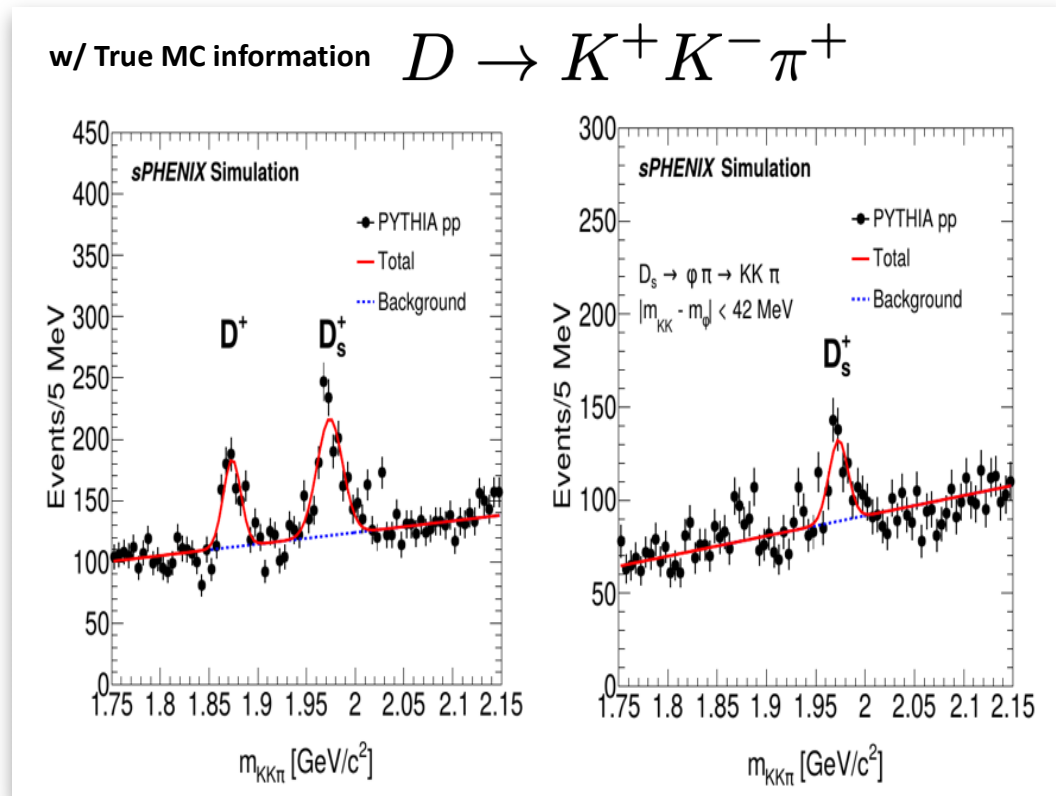 w/ True MC information D → K⁺K⁻π⁺
450
400
350
300
250
200
150
100
50
0
Events/5 MeV
sPHENIX Simulation
PYTHIA pp
Total
Background
D⁺
Dₛ⁺
1.75 1.8 1.85 1.9 1.95 2 2.05 2.1 2.15
m_KKπ [GeV/c²]
300
250
200
150
100
50
0
Events/5 MeV
sPHENIX Simulation
PYTHIA pp
Total
Background
Dₛ → φ π → KK π
|m_KK - m_φ| < 42 MeV
Dₛ⁺
1.75 1.8 1.85 1.9 1.95 2 2.05 2.1 2.15
m_KKπ [GeV/c²]